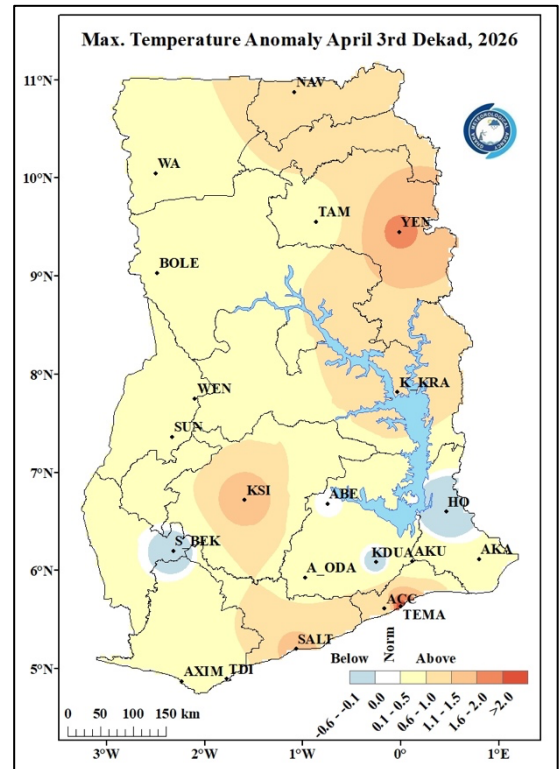 Max. Temperature Anomaly April 3rd Dekad, 2026
11°N
10°N
9°N
8°N
7°N
6°N
5°N
NAV
WA
TAM
YEN
BOLE
K_KRA
WEN
SUN
KSI
ABE
HO
S_BEK
KDUA
AKU
AKA
A_ODA
ACC
TEMA
SALT
AXIM
TDI
Below
Norm
Above
-0.6 - -0.1
0.0
0.1 - 0.5
0.6 - 1.0
1.1 - 1.5
1.6 - 2.0
>2.0
0 50 100 150 km
3°W 2°W 1°W 0° 1°E